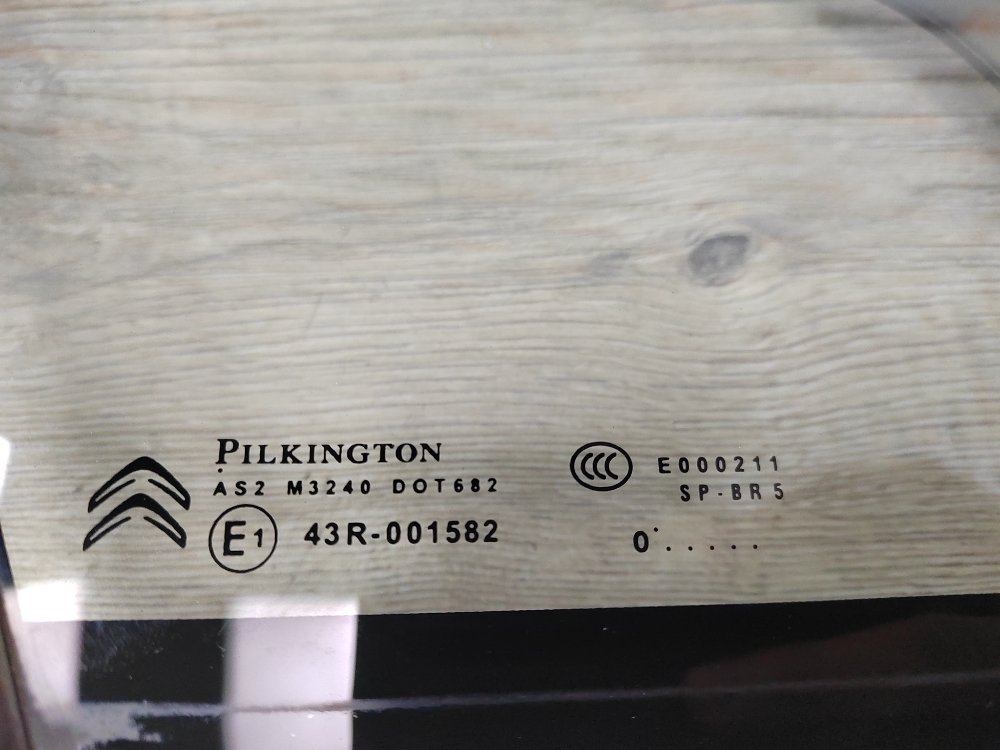 PILKINGTON
AS2 M3240 DOT682
E1 43R-001582
CCC E000211
SP-BR5
0......